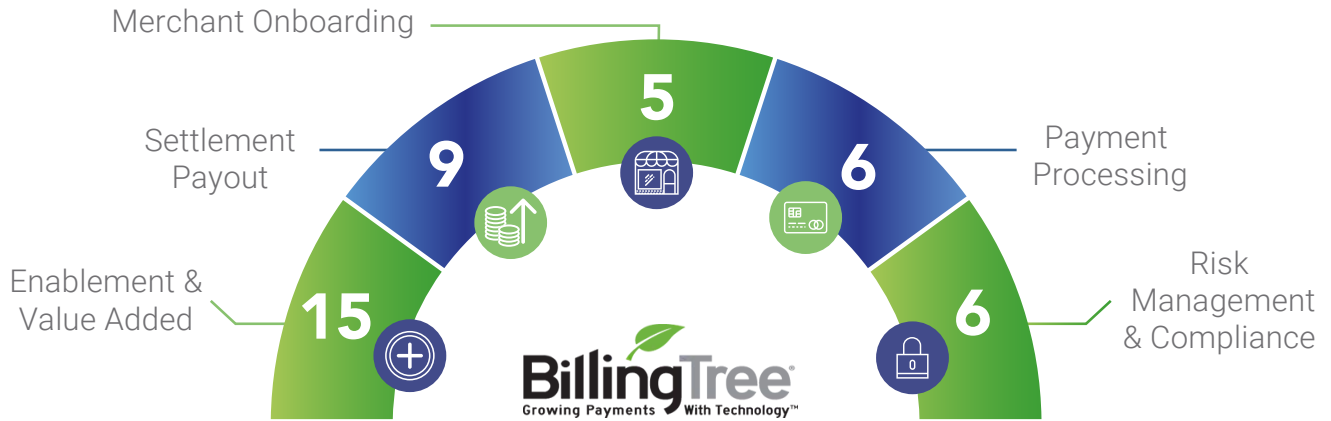 Merchant Onboarding
5
Settlement
Payout
9
6
Payment
Processing
Enablement &
Value Added
15
6
Risk
Management
& Compliance
0
BillingTree®
Growing Payments With Technology™